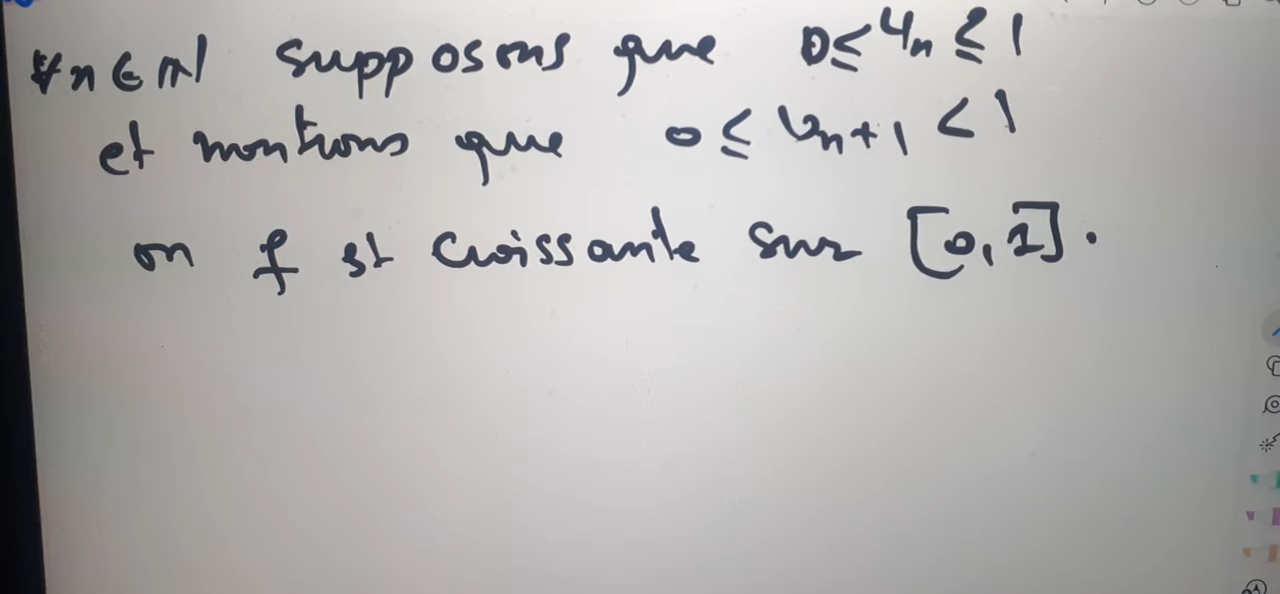 ∀n ∈ ℕ supposons que 0 ≤ Un ≤ 1
et montrons que 0 ≤ Un+1 < 1
on f st croissante sur [0,1].